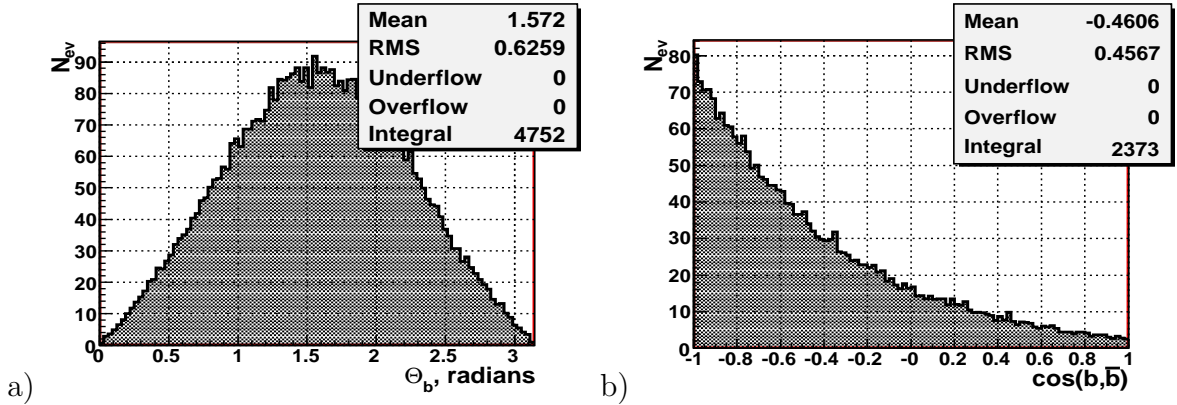 Mean 1.572
RMS 0.6259
Underflow 0
Overflow 0
Integral 4752
N_ev
90
80
70
60
50
40
30
20
10
0
0 0.5 1 1.5 2 2.5 3
Θ_b, radians
a)
Mean -0.4606
RMS 0.4567
Underflow 0
Overflow 0
Integral 2373
N_ev
80
70
60
50
40
30
20
10
0
-1 -0.8 -0.6 -0.4 -0.2 -0 0.2 0.4 0.6 0.8 1
cos(b,b̅)
b)